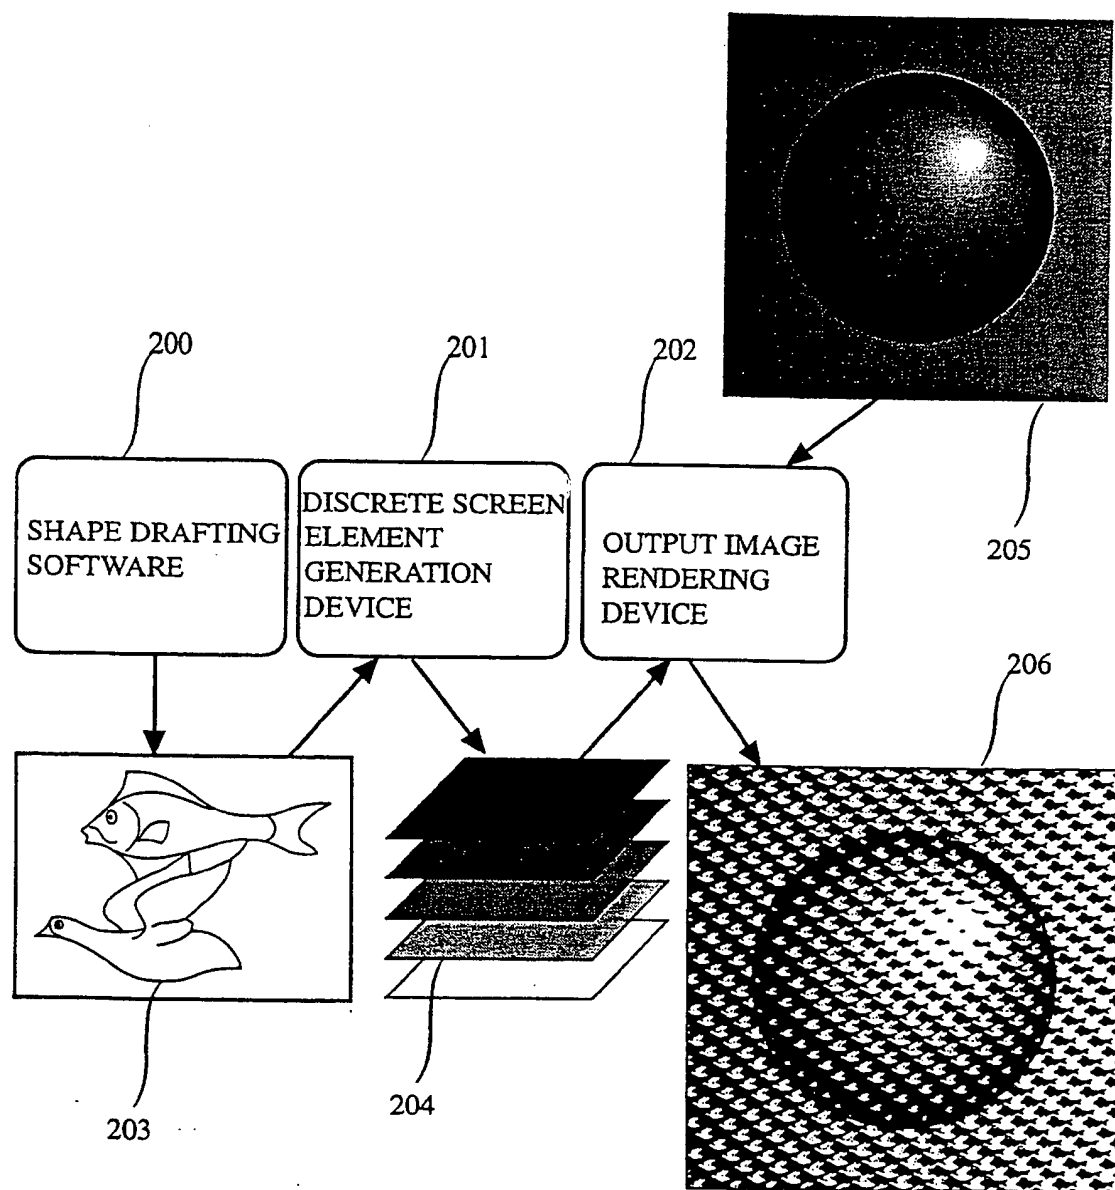 200
201
202
205
SHAPE DRAFTING
SOFTWARE
DISCRETE SCREEN
ELEMENT
GENERATION
DEVICE
OUTPUT IMAGE
RENDERING
DEVICE
206
203
204